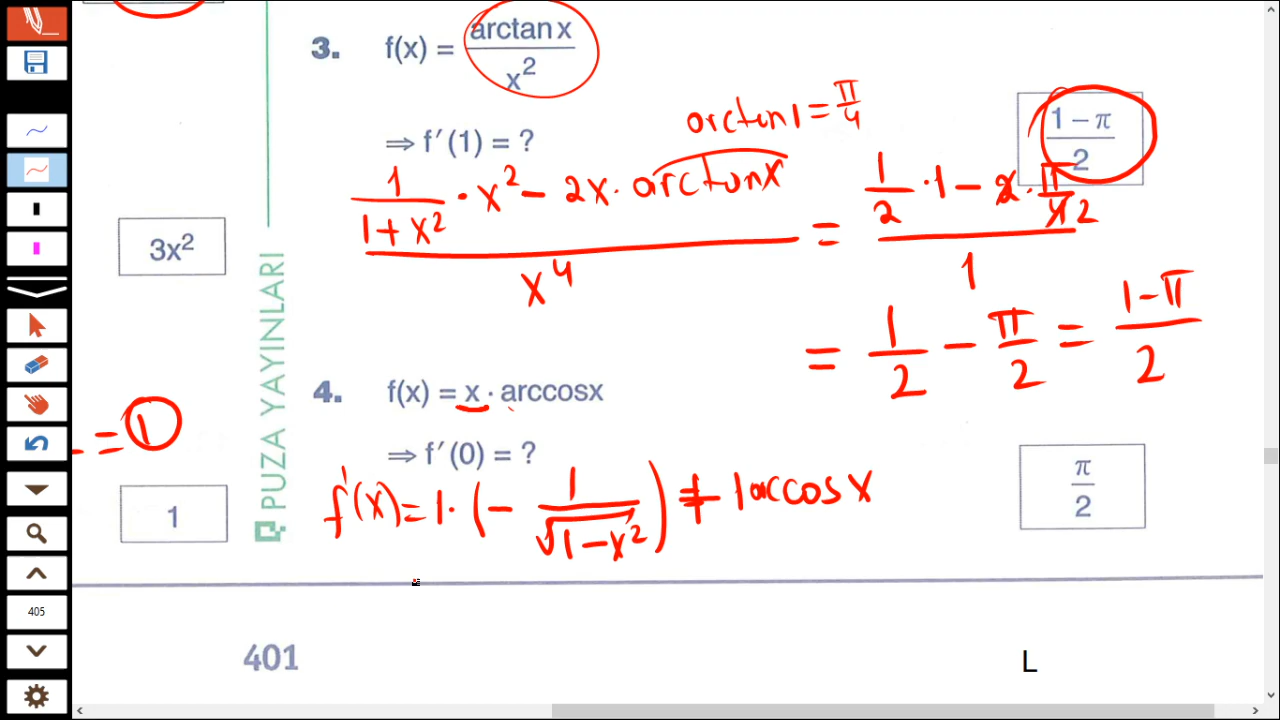 3. f(x) = arctan x / x²
⇒ f′(1) = ?
arctan1 = π/4
1 − π / 2
1/1+x² · x² − 2x · arctanx / x⁴ = 1/2 · 1 − 2 · π/4 2 / 1
= 1/2 − π/2 = 1−π / 2
3x²
PUZA YAYINLARI
4. f(x) = x · arccosx
⇒ f′(0) = ?
= 1
f'(x) = 1 · (− 1/√1−x²) + 1arccosx
π/2
1
405
401
L